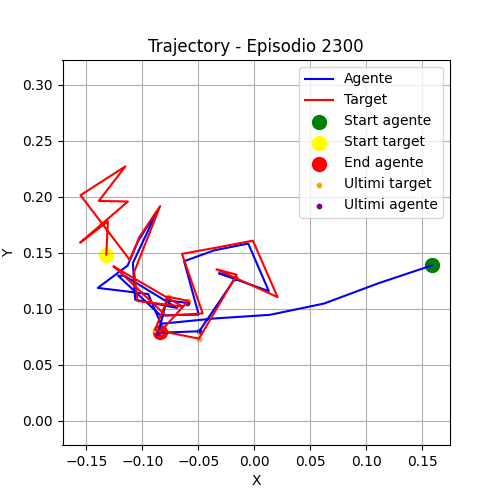 Trajectory - Episodio 2300
Agente
Target
Start agente
Start target
End agente
Ultimi target
Ultimi agente
0.30
0.25
0.20
0.15
0.10
0.05
0.00
Y
−0.15 −0.10 −0.05 0.00 0.05 0.10 0.15
X